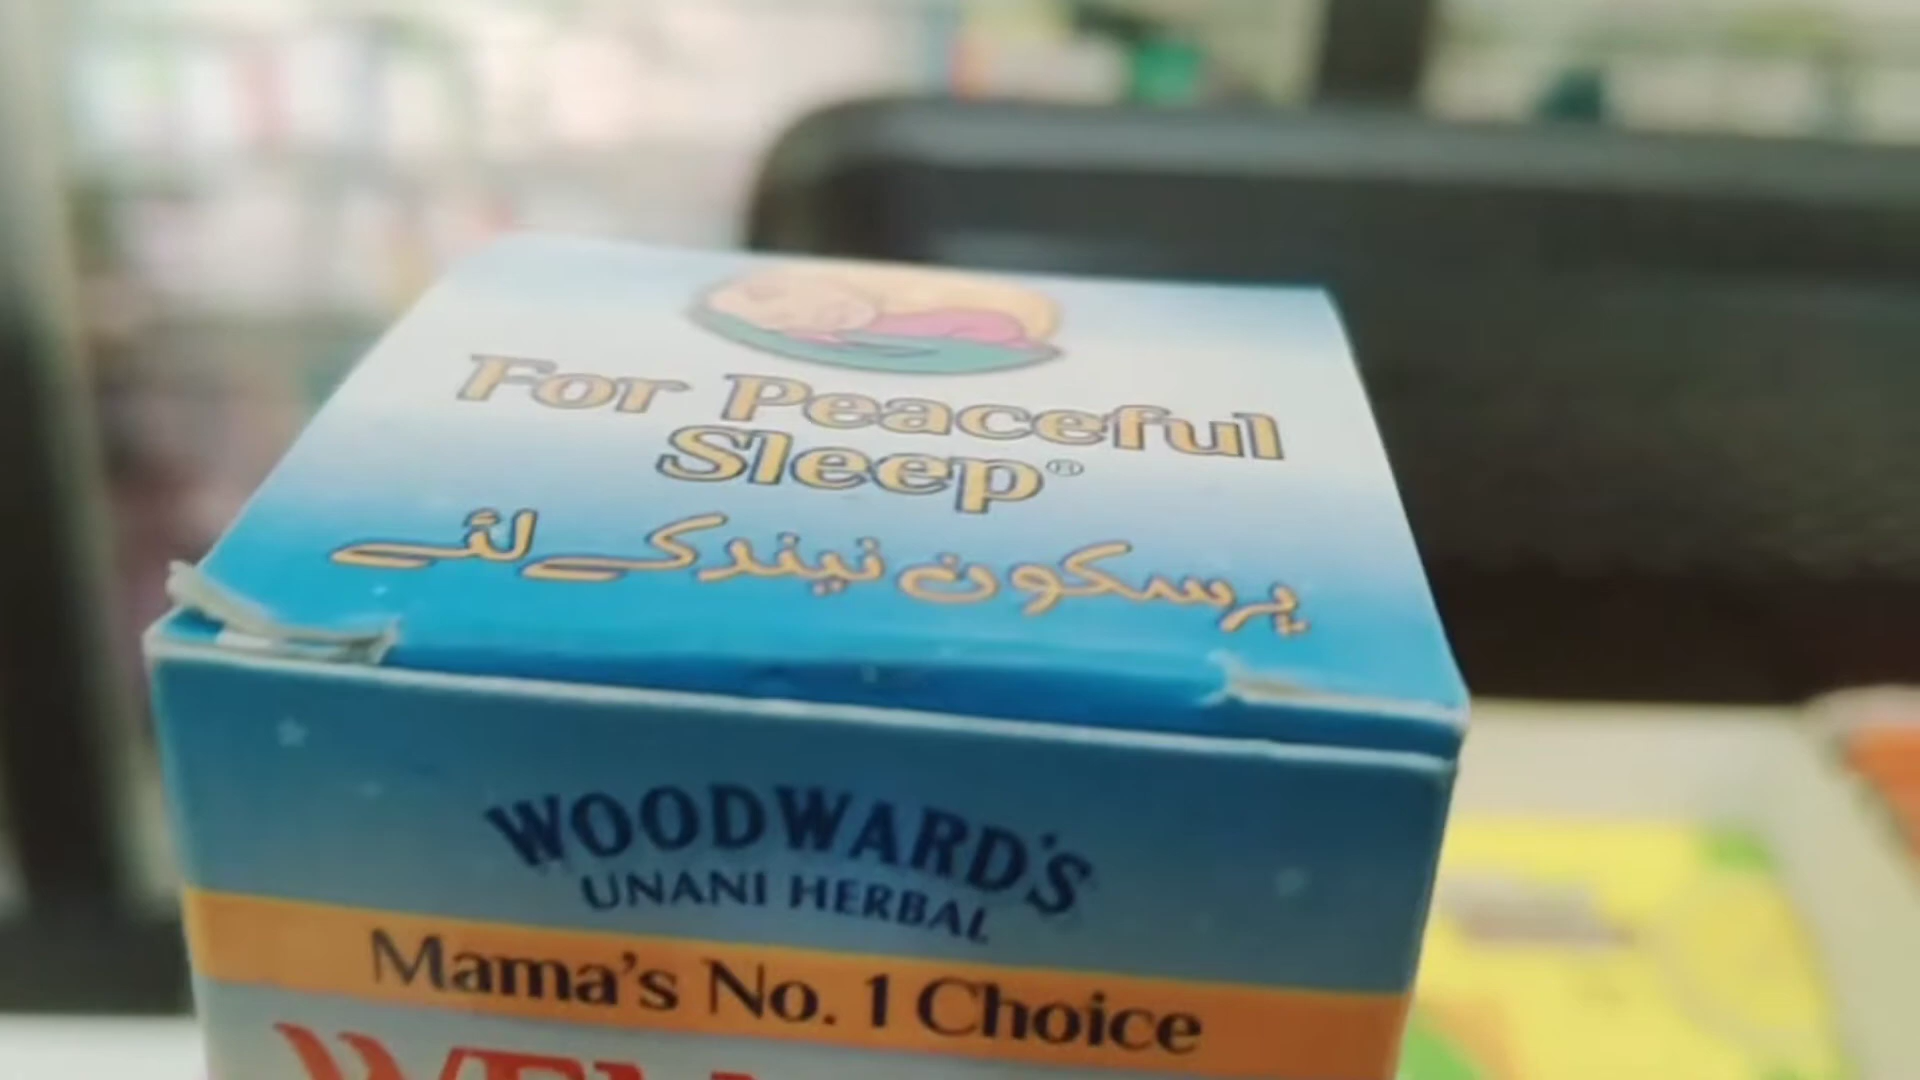 For Peaceful
Sleep®
پرسکون نیند کے لئے
WOODWARD'S
UNANI HERBAL
Mama's No. 1 Choice